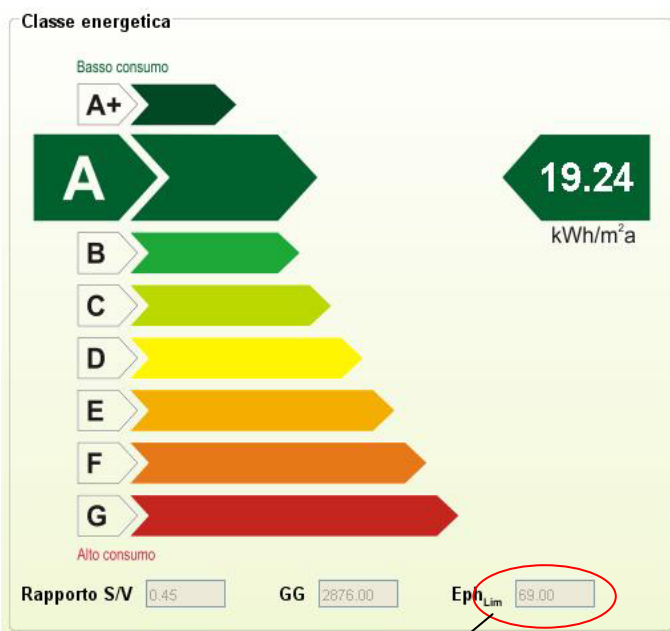 Classe energetica
Basso consumo
A+
A
19.24
kWh/m²a
B
C
D
E
F
G
Alto consumo
Rapporto S/V 0.45 GG 2876.00 Eph Lim 69.00